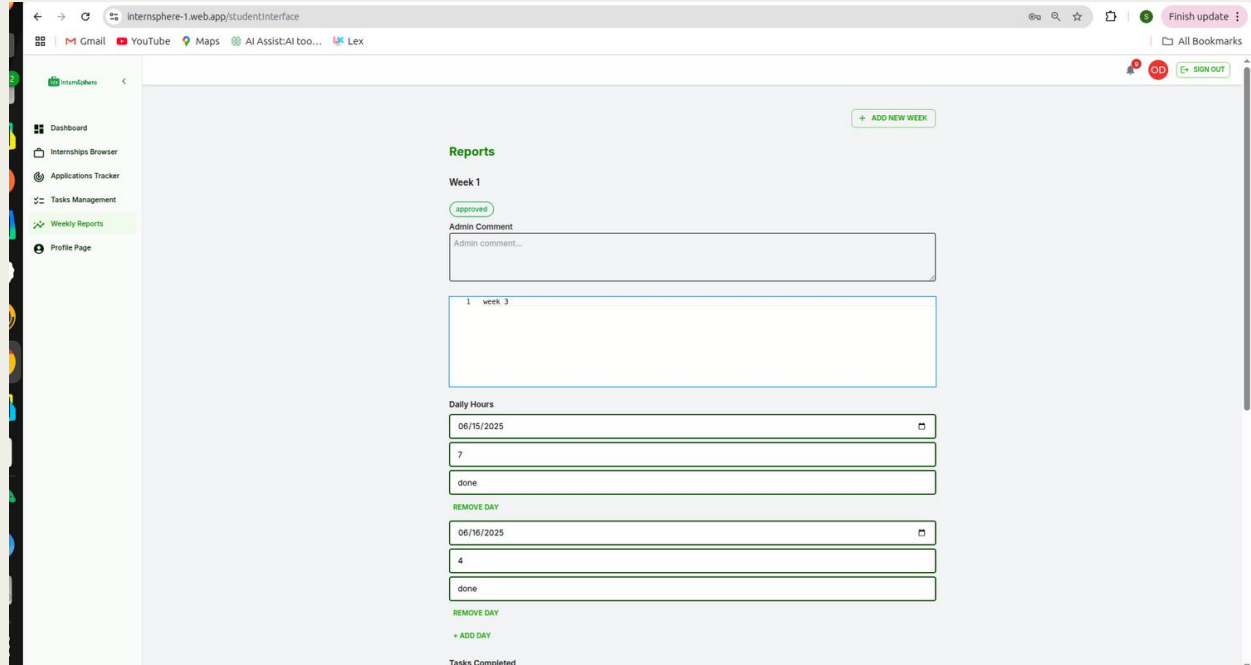 internsphere-1.web.app/studentInterface
S
Finish update
Gmail YouTube Maps AI Assist:AI too... Lex
All Bookmarks
2
InternSphere
9
OD
SIGN OUT
Dashboard
Internships Browser
Applications Tracker
Tasks Management
Weekly Reports
Profile Page
+ ADD NEW WEEK
Reports
Week 1
approved
Admin Comment
Admin comment...
1 week 3
Daily Hours
06/15/2025
7
done
REMOVE DAY
06/16/2025
4
done
REMOVE DAY
+ ADD DAY
Tasks Completed